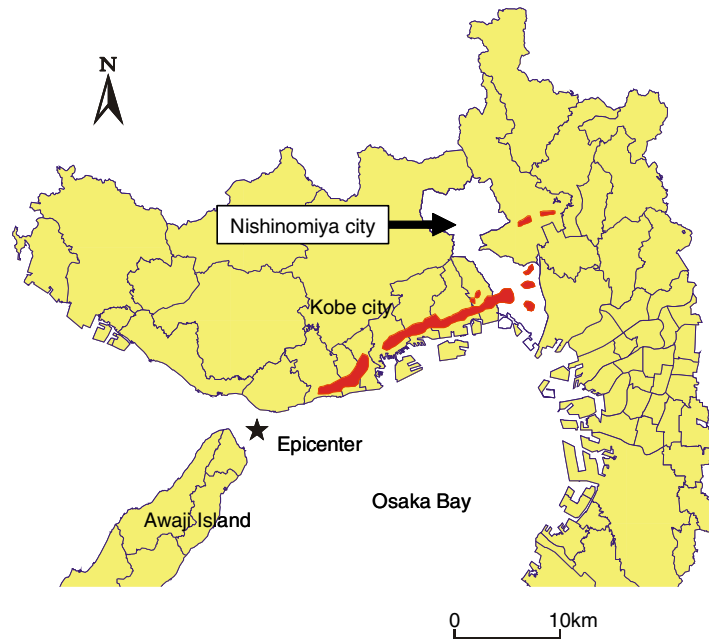 N
Nishinomiya city
Kobe city
Epicenter
Osaka Bay
Awaji Island
0 10km